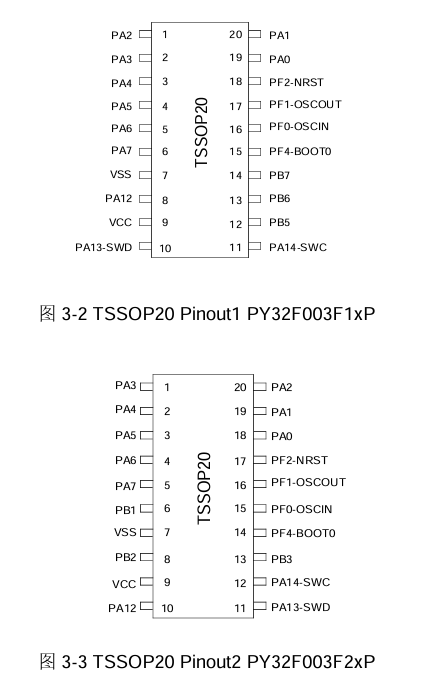 PA2 1 20 PA1
PA3 2 19 PA0
PA4 3 18 PF2-NRST
PA5 4 17 PF1-OSCOUT
PA6 5 16 PF0-OSCIN
PA7 6 15 PF4-BOOT0
VSS 7 14 PB7
PA12 8 13 PB6
VCC 9 12 PB5
PA13-SWD 10 11 PA14-SWC
TSSOP20
图 3-2 TSSOP20 Pinout1 PY32F003F1xP
PA3 1 20 PA2
PA4 2 19 PA1
PA5 3 18 PA0
PA6 4 17 PF2-NRST
PA7 5 16 PF1-OSCOUT
PB1 6 15 PF0-OSCIN
VSS 7 14 PF4-BOOT0
PB2 8 13 PB3
VCC 9 12 PA14-SWC
PA12 10 11 PA13-SWD
TSSOP20
图 3-3 TSSOP20 Pinout2 PY32F003F2xP